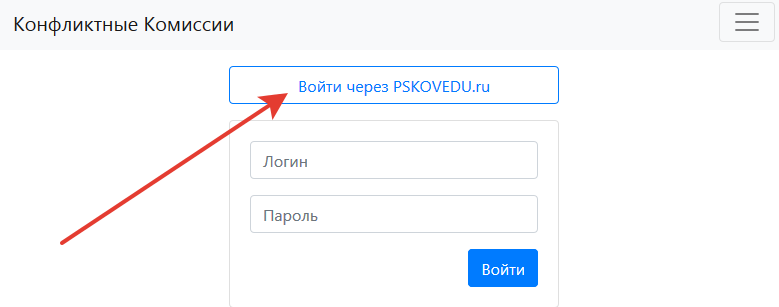 Конфликтные Комиссии
Войти через PSKOVEDU.ru
Логин
Пароль
Войти